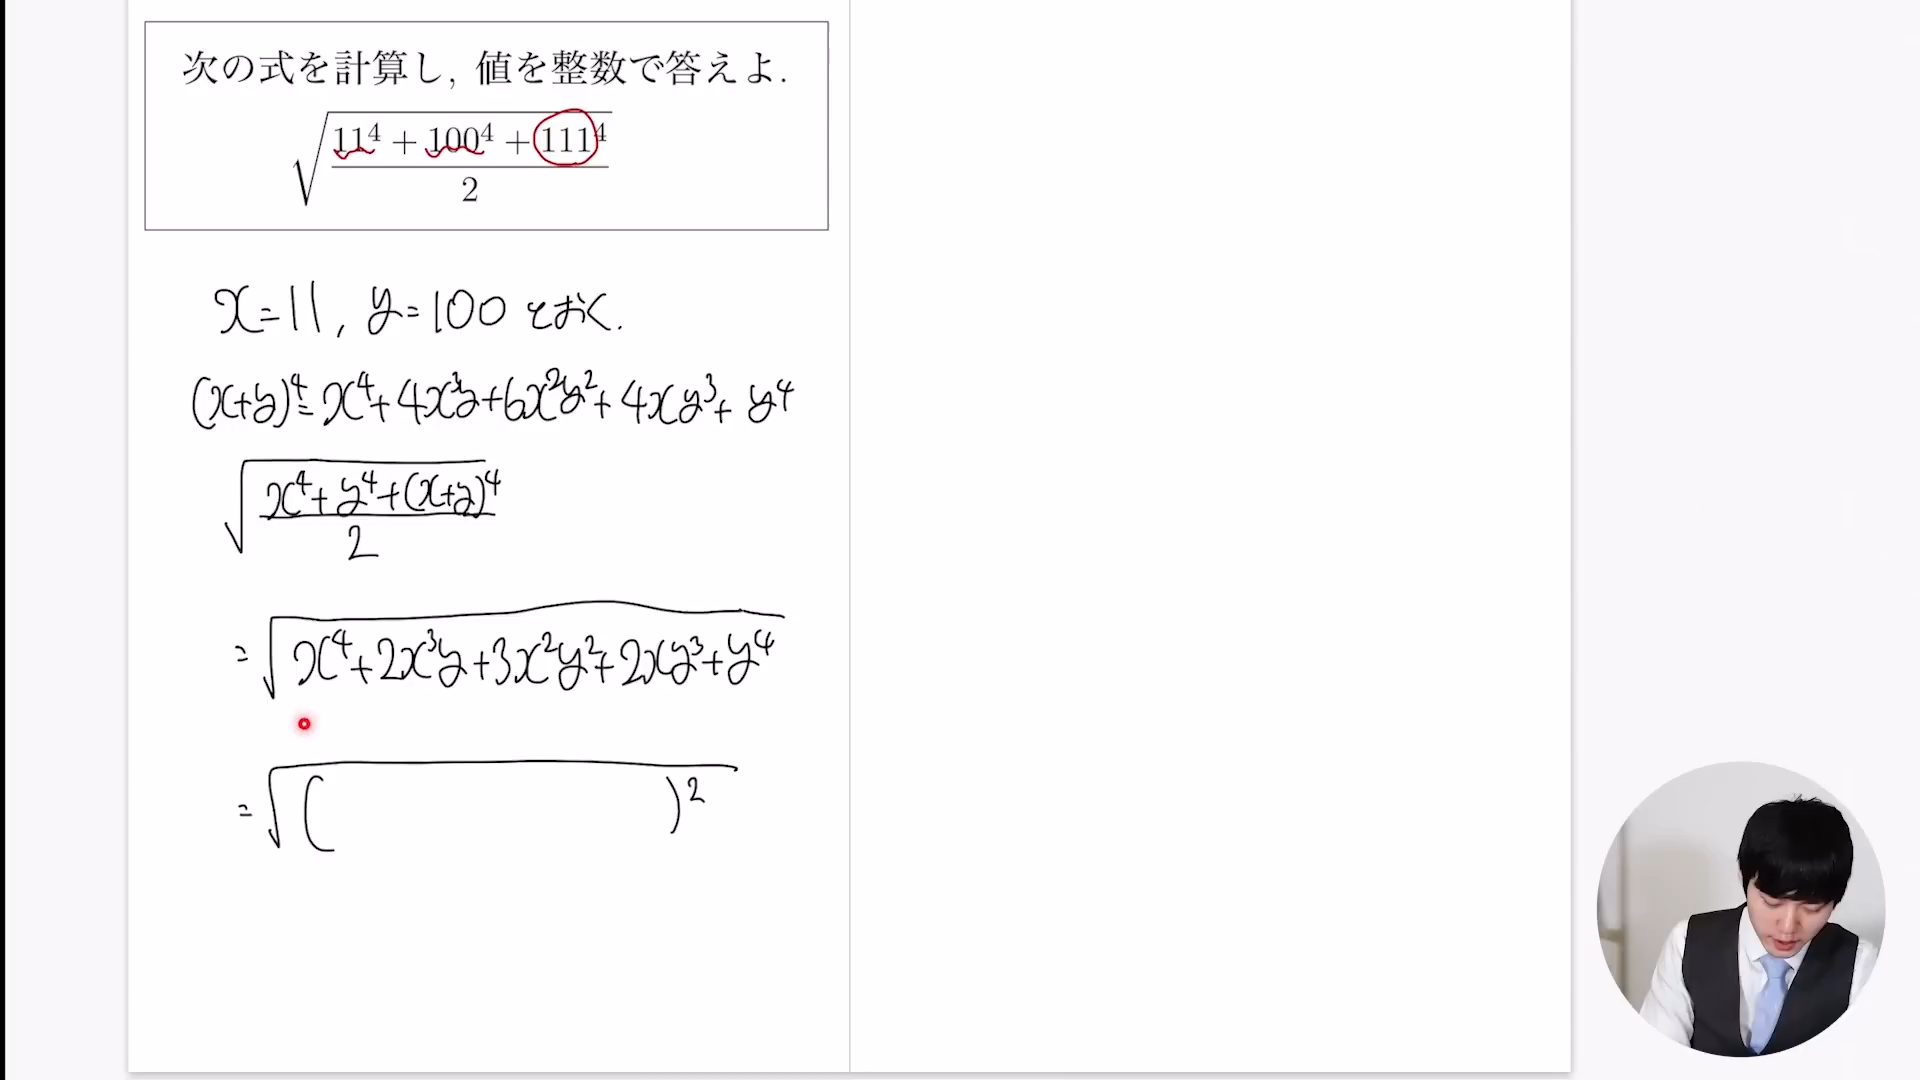 次の式を計算し, 値を整数で答えよ.
√((11⁴ + 100⁴ + 111⁴)/2)
x=11, y=100 とおく.
(x+y)⁴=x⁴+4x³y+6x²y²+4xy³+y⁴
√((x⁴+y⁴+(x+y)⁴)/2)
=√(x⁴+2x³y+3x²y²+2xy³+y⁴)
=√( )²